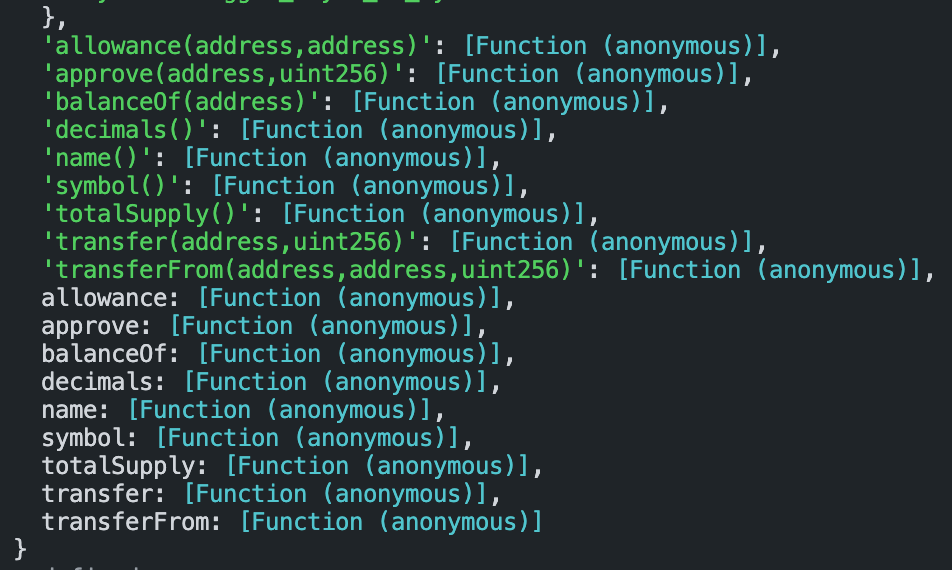 },
'allowance(address,address)': [Function (anonymous)],
'approve(address,uint256)': [Function (anonymous)],
'balanceOf(address)': [Function (anonymous)],
'decimals()': [Function (anonymous)],
'name()': [Function (anonymous)],
'symbol()': [Function (anonymous)],
'totalSupply()': [Function (anonymous)],
'transfer(address,uint256)': [Function (anonymous)],
'transferFrom(address,address,uint256)': [Function (anonymous)],
allowance: [Function (anonymous)],
approve: [Function (anonymous)],
balanceOf: [Function (anonymous)],
decimals: [Function (anonymous)],
name: [Function (anonymous)],
symbol: [Function (anonymous)],
totalSupply: [Function (anonymous)],
transfer: [Function (anonymous)],
transferFrom: [Function (anonymous)]
}